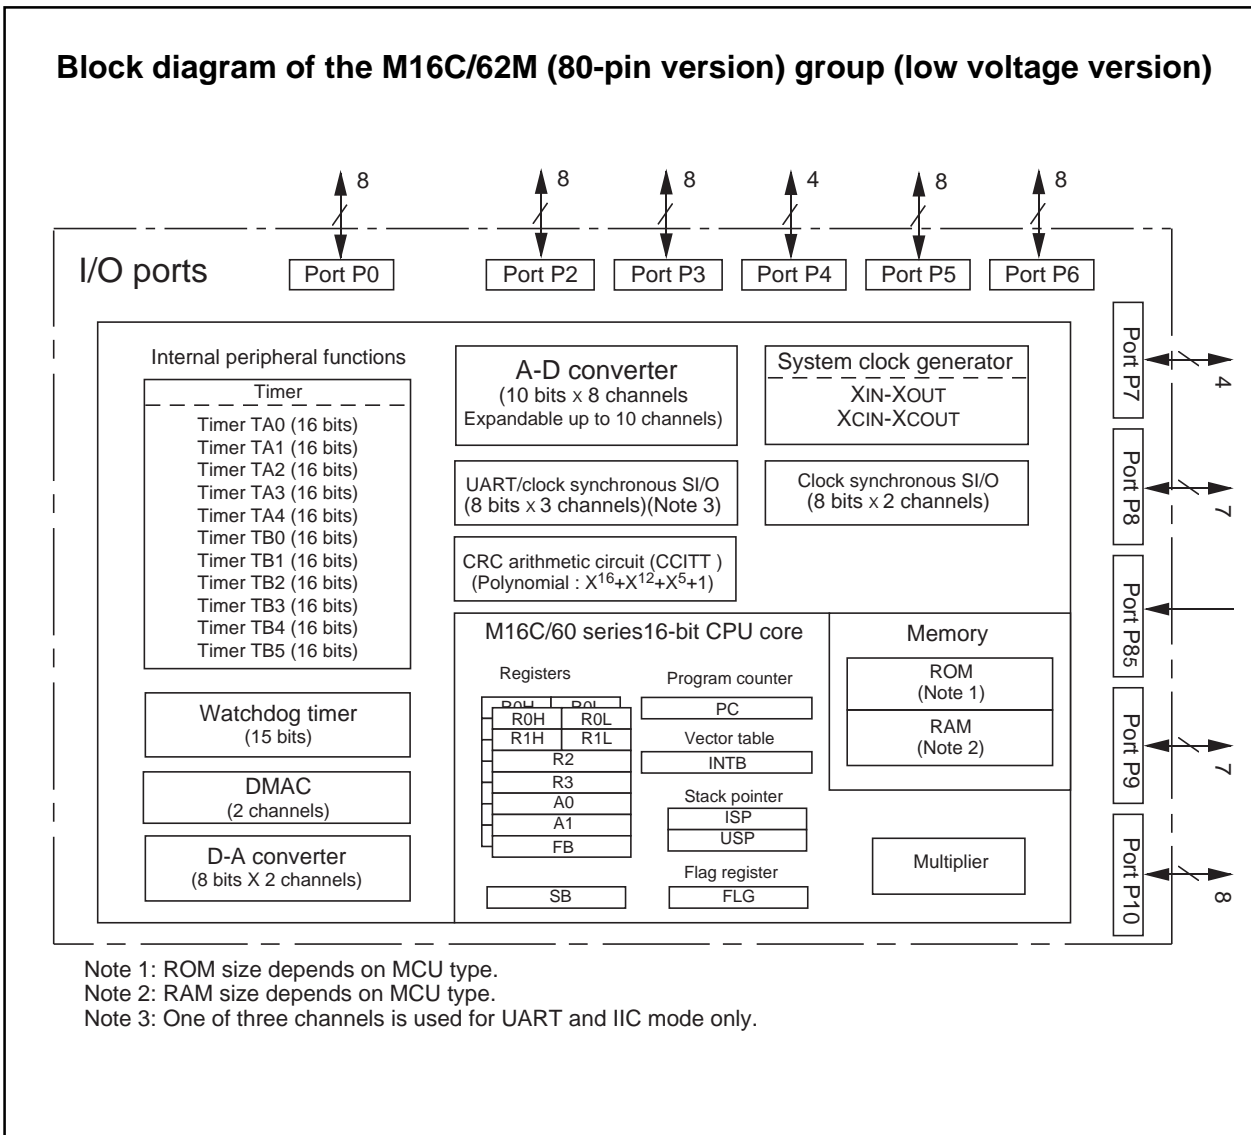 Block diagram of the M16C/62M (80-pin version) group (low voltage version)
8
8
8
4
8
8
I/O ports
Port P0
Port P2
Port P3
Port P4
Port P5
Port P6
Internal peripheral functions
Timer
Timer TA0 (16 bits)
Timer TA1 (16 bits)
Timer TA2 (16 bits)
Timer TA3 (16 bits)
Timer TA4 (16 bits)
Timer TB0 (16 bits)
Timer TB1 (16 bits)
Timer TB2 (16 bits)
Timer TB3 (16 bits)
Timer TB4 (16 bits)
Timer TB5 (16 bits)
Watchdog timer
(15 bits)
DMAC
(2 channels)
D-A converter
(8 bits X 2 channels)
A-D converter
(10 bits x 8 channels
Expandable up to 10 channels)
System clock generator
XIN-XOUT
XCIN-XCOUT
UART/clock synchronous SI/O
(8 bits x 3 channels)(Note 3)
Clock synchronous SI/O
(8 bits x 2 channels)
CRC arithmetic circuit (CCITT )
(Polynomial : X16+X12+X5+1)
M16C/60 series16-bit CPU core
Registers
R0H R0L
R0H R0L
R1H R1L
R2
R3
A0
A1
FB
SB
Program counter
PC
Vector table
INTB
Stack pointer
ISP
USP
Flag register
FLG
Memory
ROM
(Note 1)
RAM
(Note 2)
Multiplier
Port P7
4
Port P8
7
Port P85
Port P9
7
Port P10
8
Note 1: ROM size depends on MCU type.
Note 2: RAM size depends on MCU type.
Note 3: One of three channels is used for UART and IIC mode only.